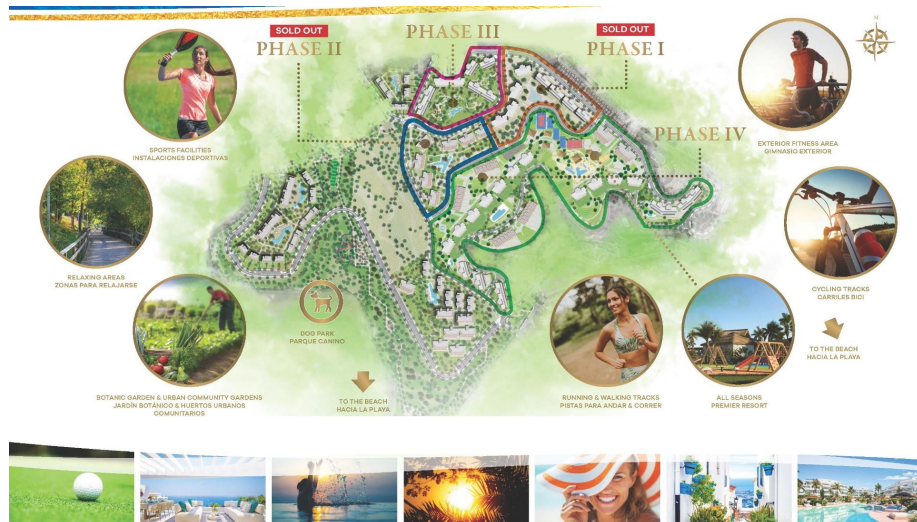 SOLD OUT
PHASE II
PHASE III
SOLD OUT
PHASE I
N
PHASE IV
SPORTS FACILITIES
INSTALACIONES DEPORTIVAS
EXTERIOR FITNESS AREA
GIMNASIO EXTERIOR
RELAXING AREAS
ZONAS PARA RELAJARSE
CYCLING TRACKS
CARRILES BICI
DOG PARK
PARQUE CANINO
TO THE BEACH
HACIA LA PLAYA
BOTANIC GARDEN & URBAN COMMUNITY GARDENS
JARDÍN BOTÁNICO & HUERTOS URBANOS
COMUNITARIOS
TO THE BEACH
HACIA LA PLAYA
RUNNING & WALKING TRACKS
PISTAS PARA ANDAR & CORRER
ALL SEASONS
PREMIER RESORT